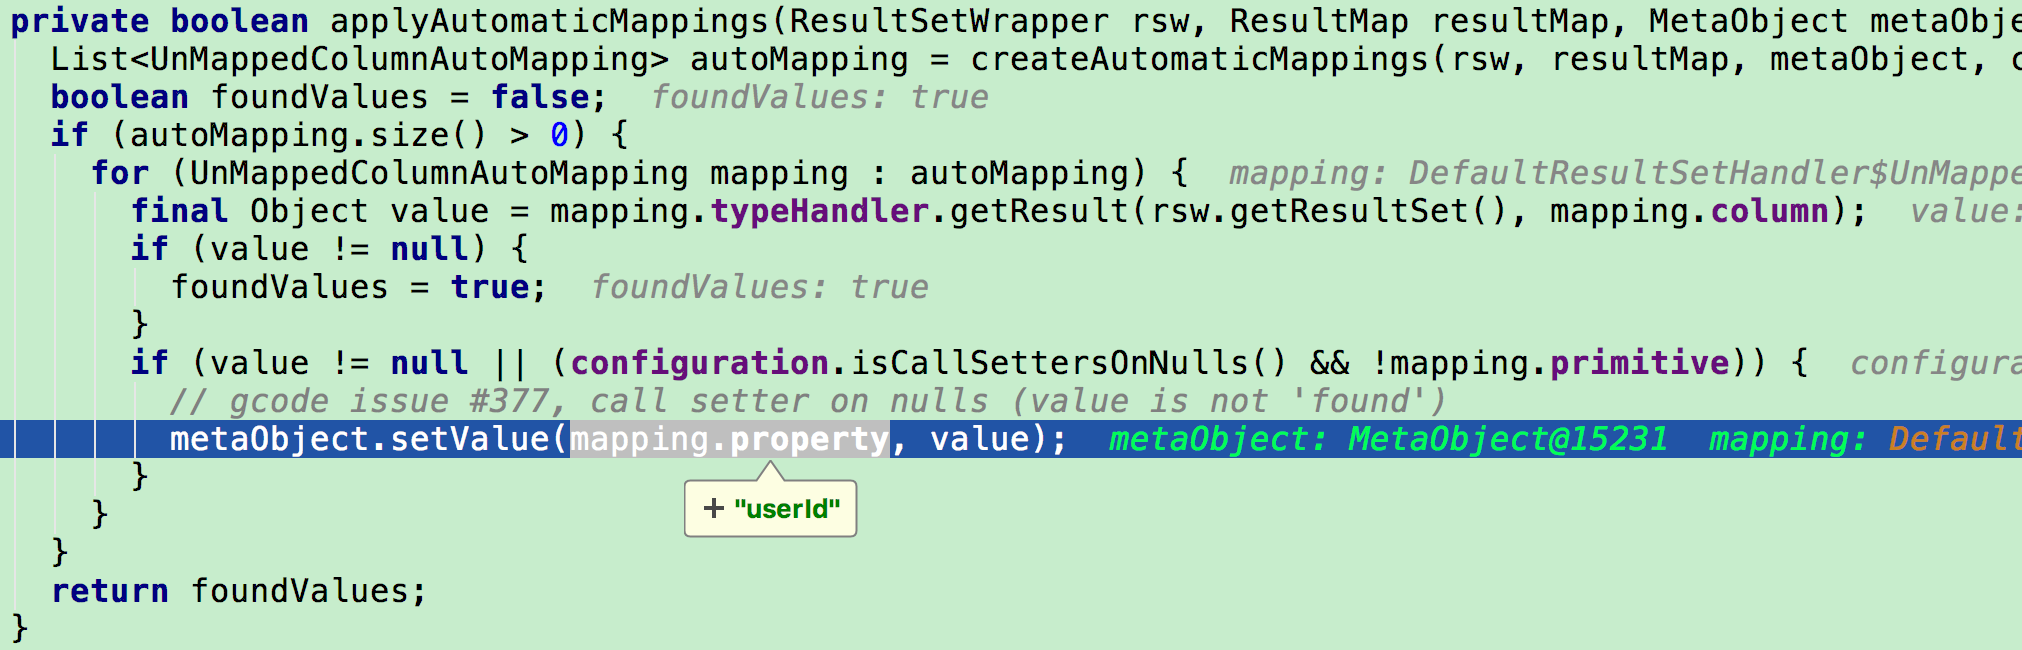 private boolean applyAutomaticMappings(ResultSetWrapper rsw, ResultMap resultMap, MetaObject metaObje
List<UnMappedColumnAutoMapping> autoMapping = createAutomaticMappings(rsw, resultMap, metaObject, c
boolean foundValues = false; foundValues: true
if (autoMapping.size() > 0) {
for (UnMappedColumnAutoMapping mapping : autoMapping) { mapping: DefaultResultSetHandler$UnMappe
final Object value = mapping.typeHandler.getResult(rsw.getResultSet(), mapping.column); value:
if (value != null) {
foundValues = true; foundValues: true
}
if (value != null || (configuration.isCallSettersOnNulls() && !mapping.primitive)) { configura
// gcode issue #377, call setter on nulls (value is not 'found')
metaObject.setValue(mapping.property, value); metaObject: MetaObject@15231 mapping: Default
}
+ "userId"
}
}
return foundValues;
}